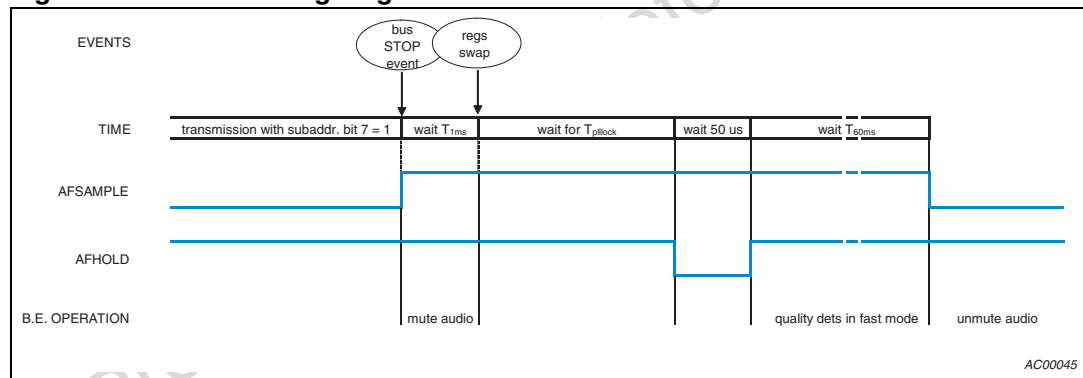 EVENTS
bus
STOP
event
regs
swap
TIME
transmission with subaddr. bit 7 = 1
wait T1ms
wait for Tplllock
wait 50 us
wait T60ms
AFSAMPLE
AFHOLD
B.E. OPERATION
mute audio
quality dets in fast mode
unmute audio
AC00045